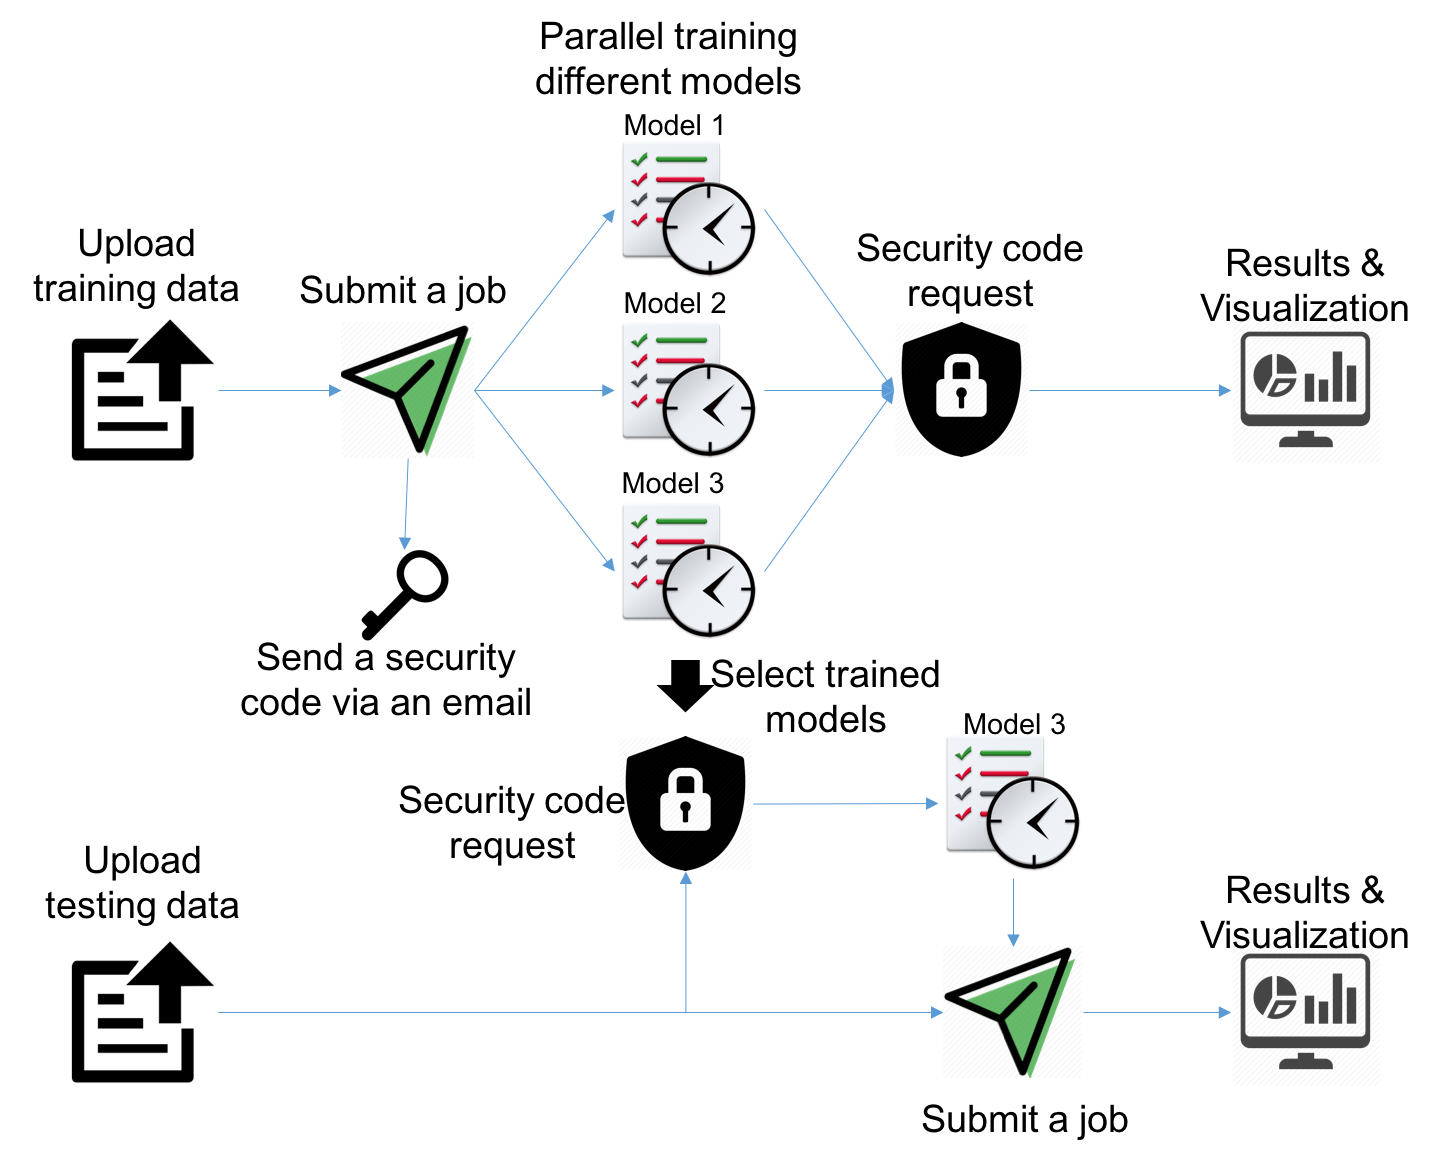 Parallel training
different models
Model 1
Upload
training data
Submit a job
Model 2
Security code
request
Results &
Visualization
Model 3
Send a security
code via an email
Select trained
models
Model 3
Security code
request
Upload
testing data
Results &
Visualization
Submit a job